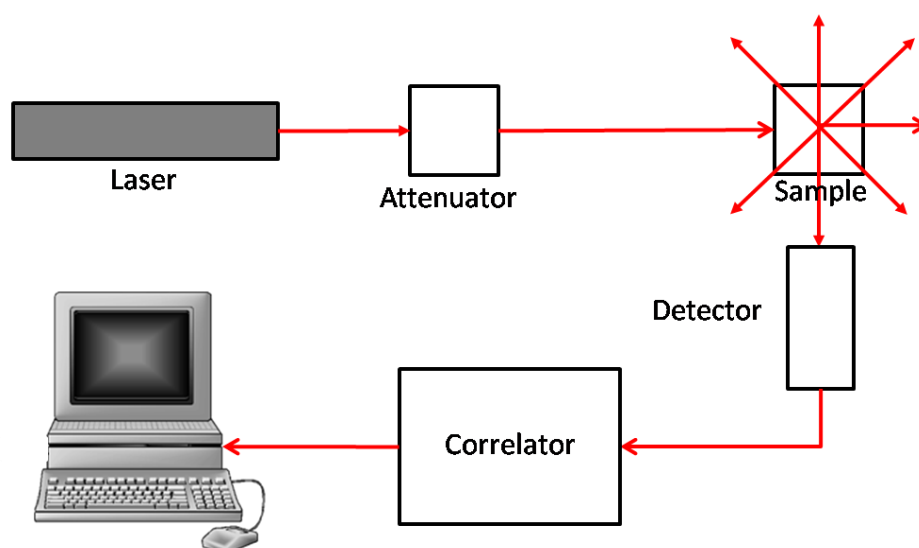 Laser
Attenuator
Sample
Detector
Correlator